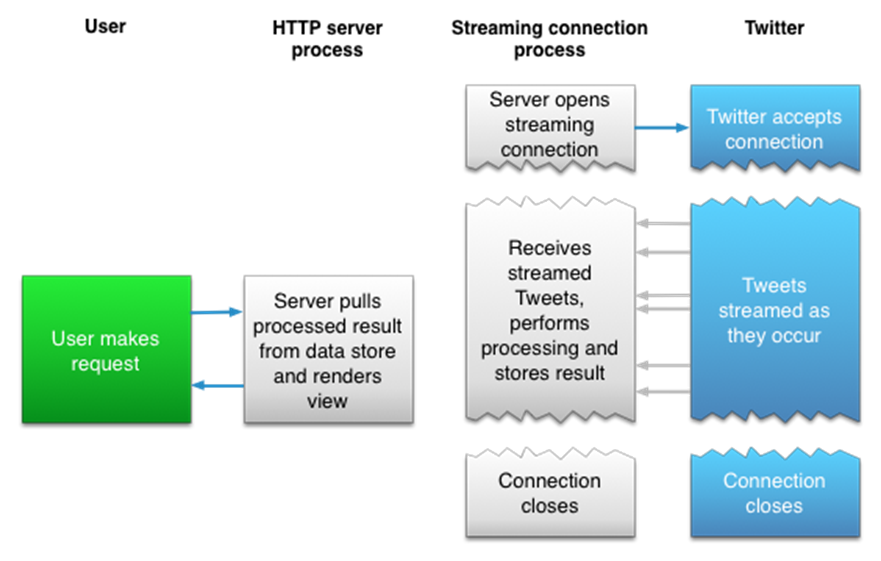 User
HTTP server
process
Streaming connection
process
Twitter
Server opens
streaming
connection
Twitter accepts
connection
Receives
streamed
Tweets,
performs
processing and
stores result
Tweets
streamed as
they occur
User makes
request
Server pulls
processed result
from data store
and renders
view
Connection
closes
Connection
closes